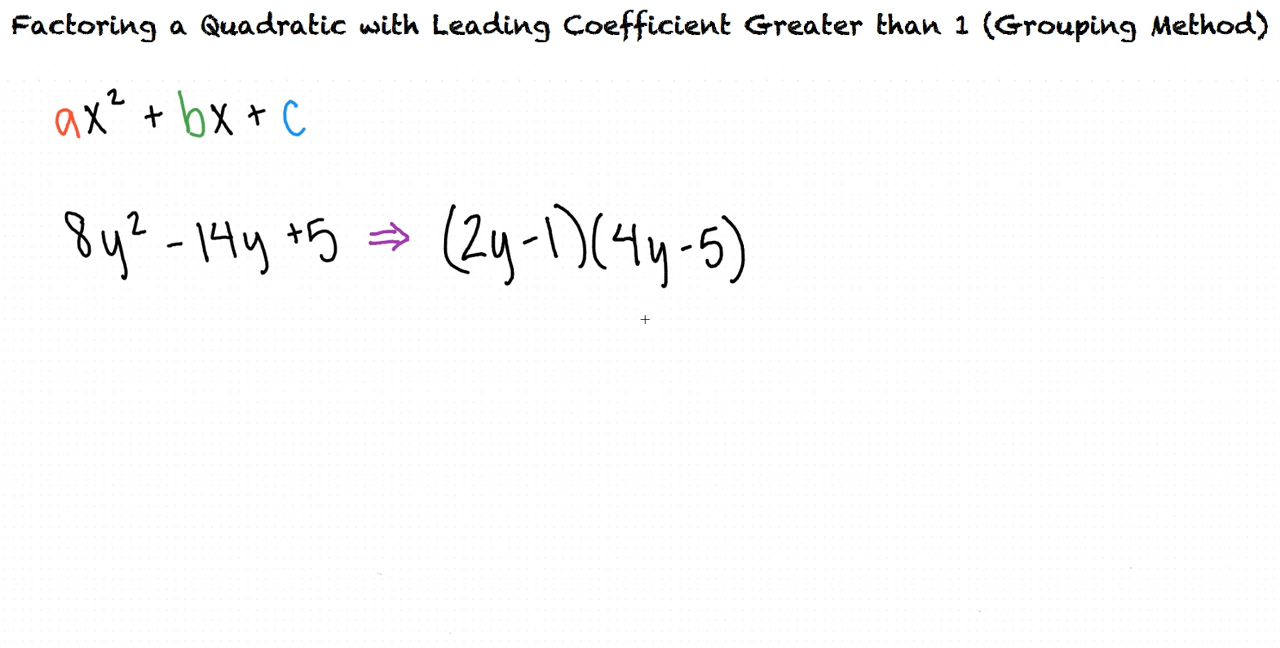 Factoring a Quadratic with Leading Coefficient Greater than 1 (Grouping Method)
ax² + bx + c
8y² - 14y + 5 ⇒ (2y - 1)(4y - 5)